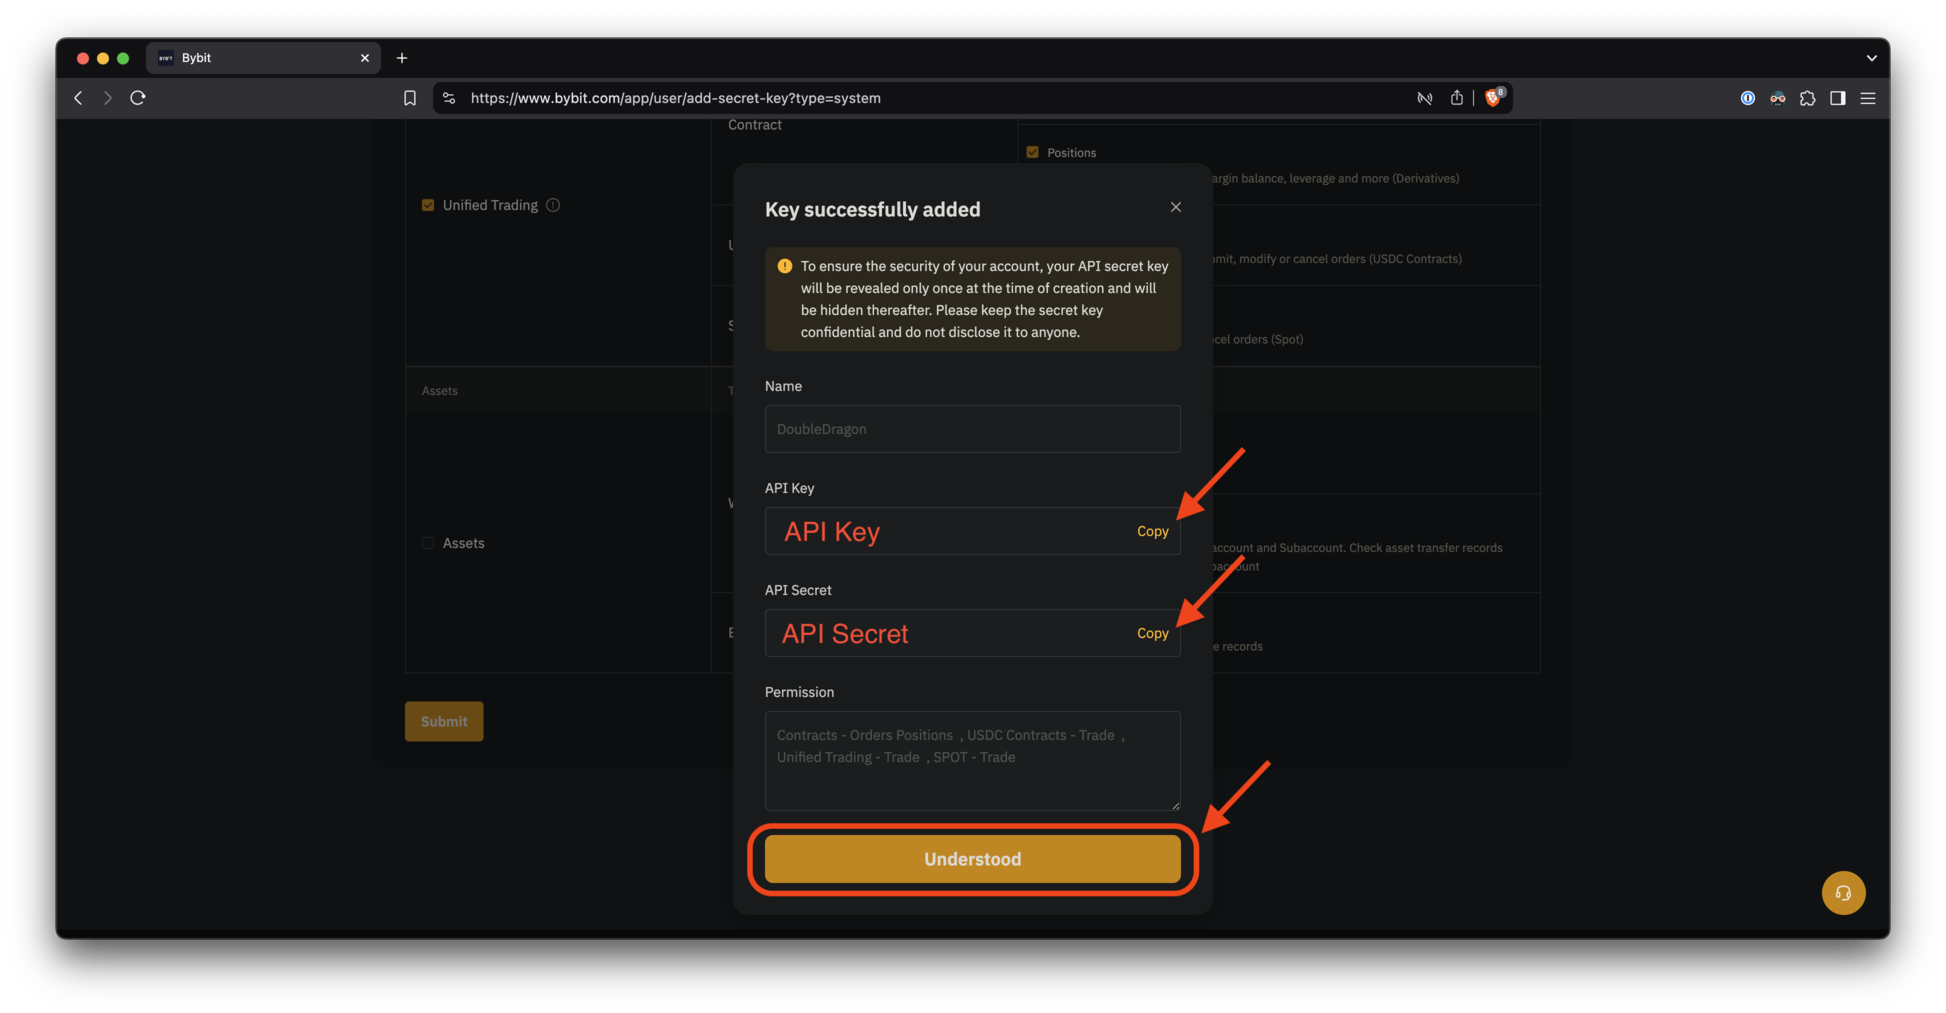 BYBIT Bybit
https://www.bybit.com/app/user/add-secret-key?type=system
8
Contract
Positions
argin balance, leverage and more (Derivatives)
Unified Trading
omit, modify or cancel orders (USDC Contracts)
cel orders (Spot)
Assets
Assets
account and Subaccount. Check asset transfer records
account
e records
Submit
Key successfully added
To ensure the security of your account, your API secret key
will be revealed only once at the time of creation and will
be hidden thereafter. Please keep the secret key
confidential and do not disclose it to anyone.
Name
DoubleDragon
API Key
API Key Copy
API Secret
API Secret Copy
Permission
Contracts - Orders Positions , USDC Contracts - Trade ,
Unified Trading - Trade , SPOT - Trade
Understood